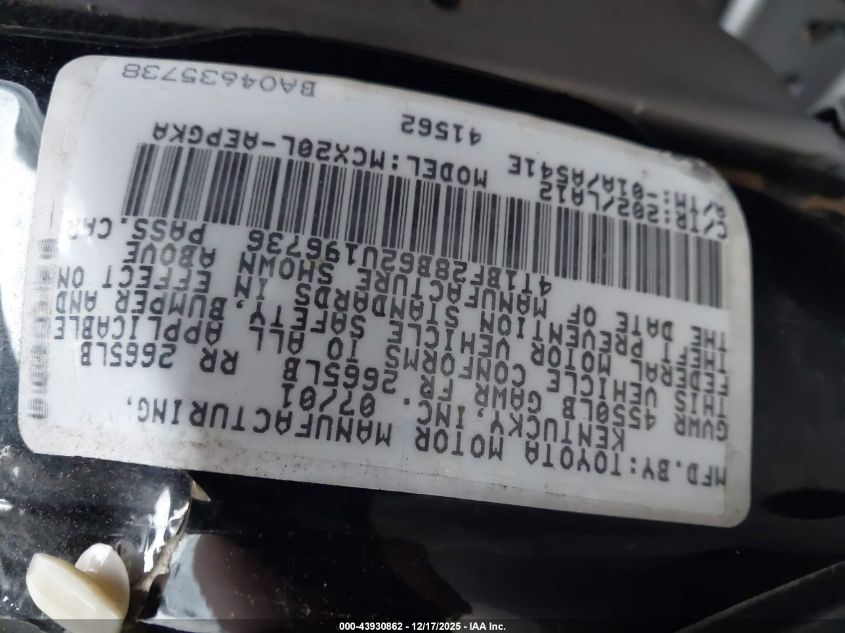 MFD.BY:TOYOTA MOTOR MANUFACTURING,
KENTUCKY,INC. 07/01
GVWR 4550LB GAWR FR. 2665LB RR 2665LB
THIS VEHICLE CONFORMS TO ALL APPLICABLE
FEDERAL MOTOR VEHICLE SAFETY,BUMPER AND
THEFT PREVENTION STANDARDS IN EFFECT ON
THE DATE OF MANUFACTURE SHOWN ABOVE
4T1BF28B62U196736 PASS.CAR
C/TR:202/LA12
A/TM:-01A/A541E MODEL:MCX20L-AEPGKA
41562
BA04635738
000-43930862 - 12/17/2025 - IAA Inc.